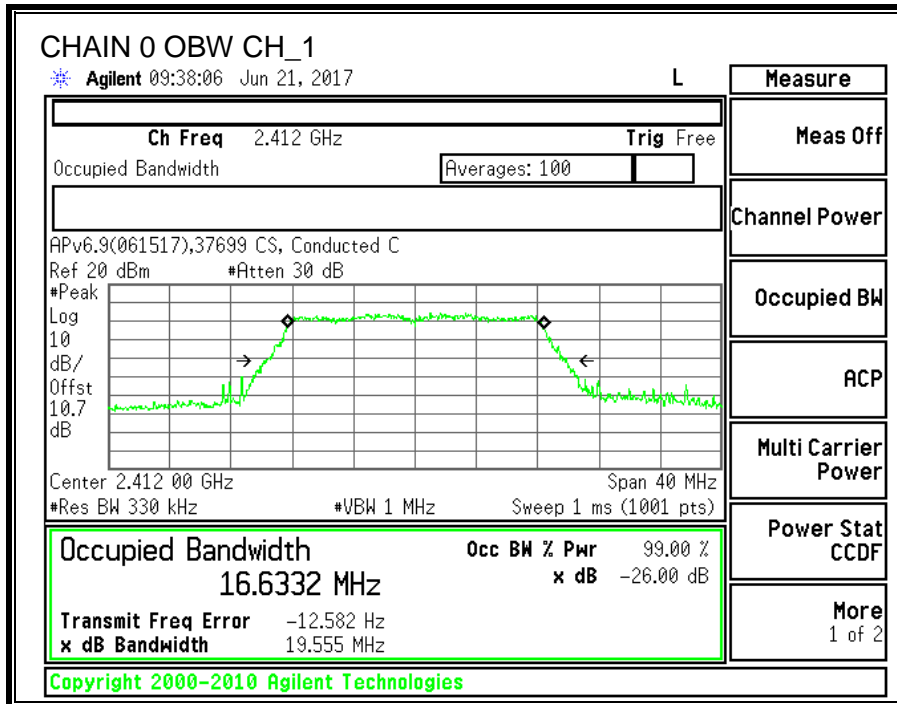 CHAIN 0 OBW CH_1
Agilent 09:38:06 Jun 21, 2017 L
Measure
Ch Freq 2.412 GHz Trig Free
Occupied Bandwidth Averages: 100
APv6.9(061517),37699 CS, Conducted C
Ref 20 dBm #Atten 30 dB
#Peak
Log
10
dB/
Offst
10.7
dB
Center 2.412 00 GHz Span 40 MHz
#Res BW 330 kHz #VBW 1 MHz Sweep 1 ms (1001 pts)
Occupied Bandwidth Occ BW % Pwr 99.00 %
16.6332 MHz x dB -26.00 dB
Transmit Freq Error -12.582 Hz
x dB Bandwidth 19.555 MHz
Copyright 2000-2010 Agilent Technologies
Meas Off
Channel Power
Occupied BW
ACP
Multi Carrier
Power
Power Stat
CCDF
More
1 of 2